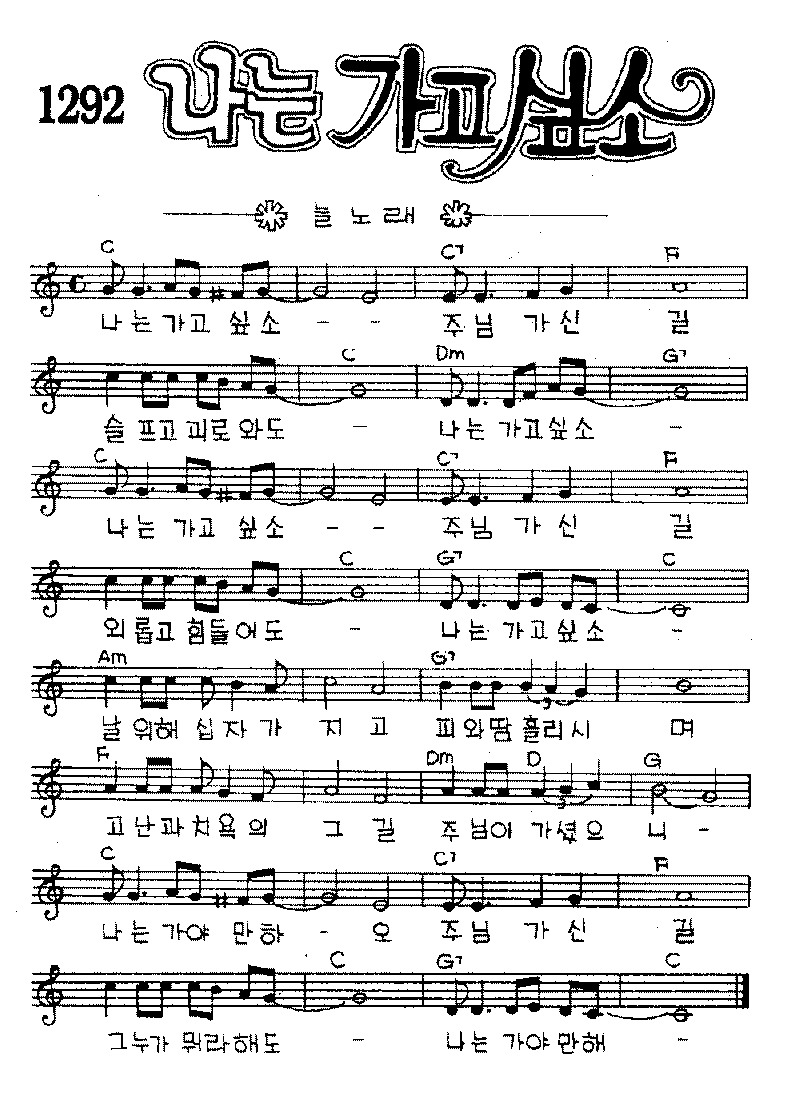 1292 나는 가고싶소
늘 노래
C C7 F
나는 가고 싶소 - - 주님 가신 길
C Dm G7
슬 프고 괴로 와도 - 나는 가고싶소 -
C C7 F
나는 가고 싶소 - - 주님 가신 길
C G7 C
외 롭고 힘들어도 - 나는 가고싶소 -
Am G7
날 위해 십자가 지 고 피 와땀 흘리시 며
3
F Dm D G
고 난과 치욕의 그 길 주님이 가셨으 니 -
3
C C7 F
나는 가야 만하 - 오 주님 가 신 길
C G7 C
그누가 뭐라해도 - 나는 가야만해 -